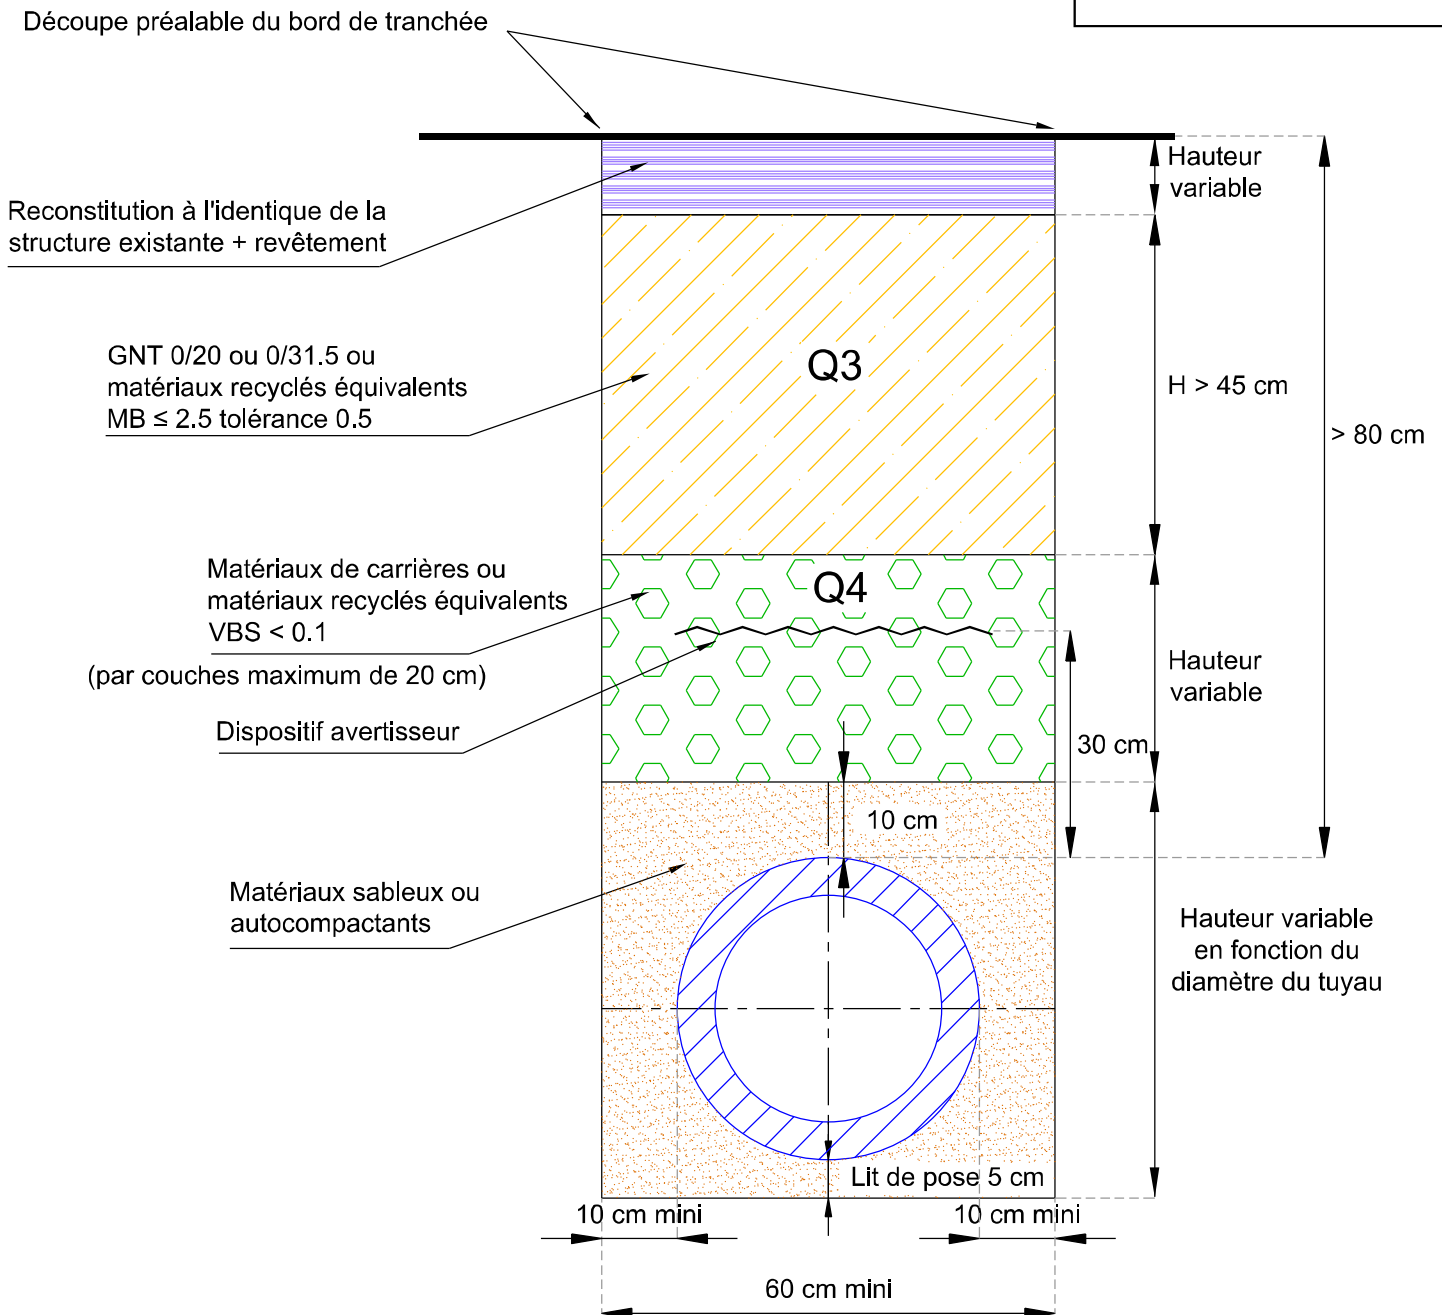 Découpe préalable du bord de tranchée
Hauteur
variable
Reconstitution à l'identique de la
structure existante + revêtement
GNT 0/20 ou 0/31.5 ou
matériaux recyclés équivalents
MB ≤ 2.5 tolérance 0.5
Q3
H > 45 cm
> 80 cm
Matériaux de carrières ou
matériaux recyclés équivalents
VBS < 0.1
(par couches maximum de 20 cm)
Q4
Hauteur
variable
Dispositif avertisseur
30 cm
10 cm
Matériaux sableux ou
autocompactants
Hauteur variable
en fonction du
diamètre du tuyau
Lit de pose 5 cm
10 cm mini
10 cm mini
60 cm mini